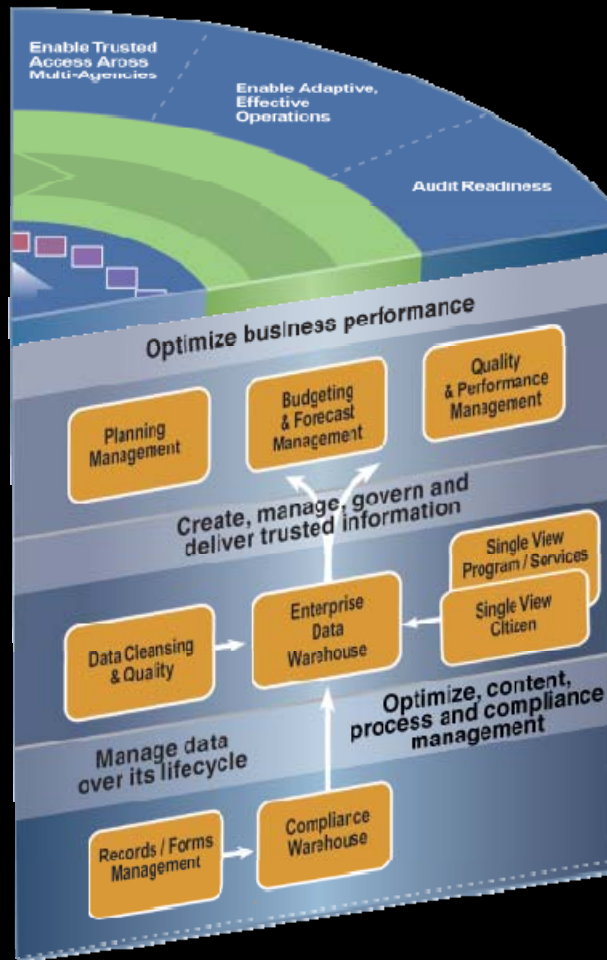 Enable Trusted
Access Aross
Multi-Agencies
Enable Adaptive,
Effective
Operations
Audit Readiness
Optimize business performance
Planning
Management
Budgeting
& Forecast
Management
Quality
& Performance
Management
Create, manage, govern and
deliver trusted information
Data Cleansing
& Quality
Enterprise
Data
Warehouse
Single View
Program / Services
Single View
Citizen
Manage data
over its lifecycle
Optimize, content,
process and compliance
management
Records / Forms
Management
Compliance
Warehouse